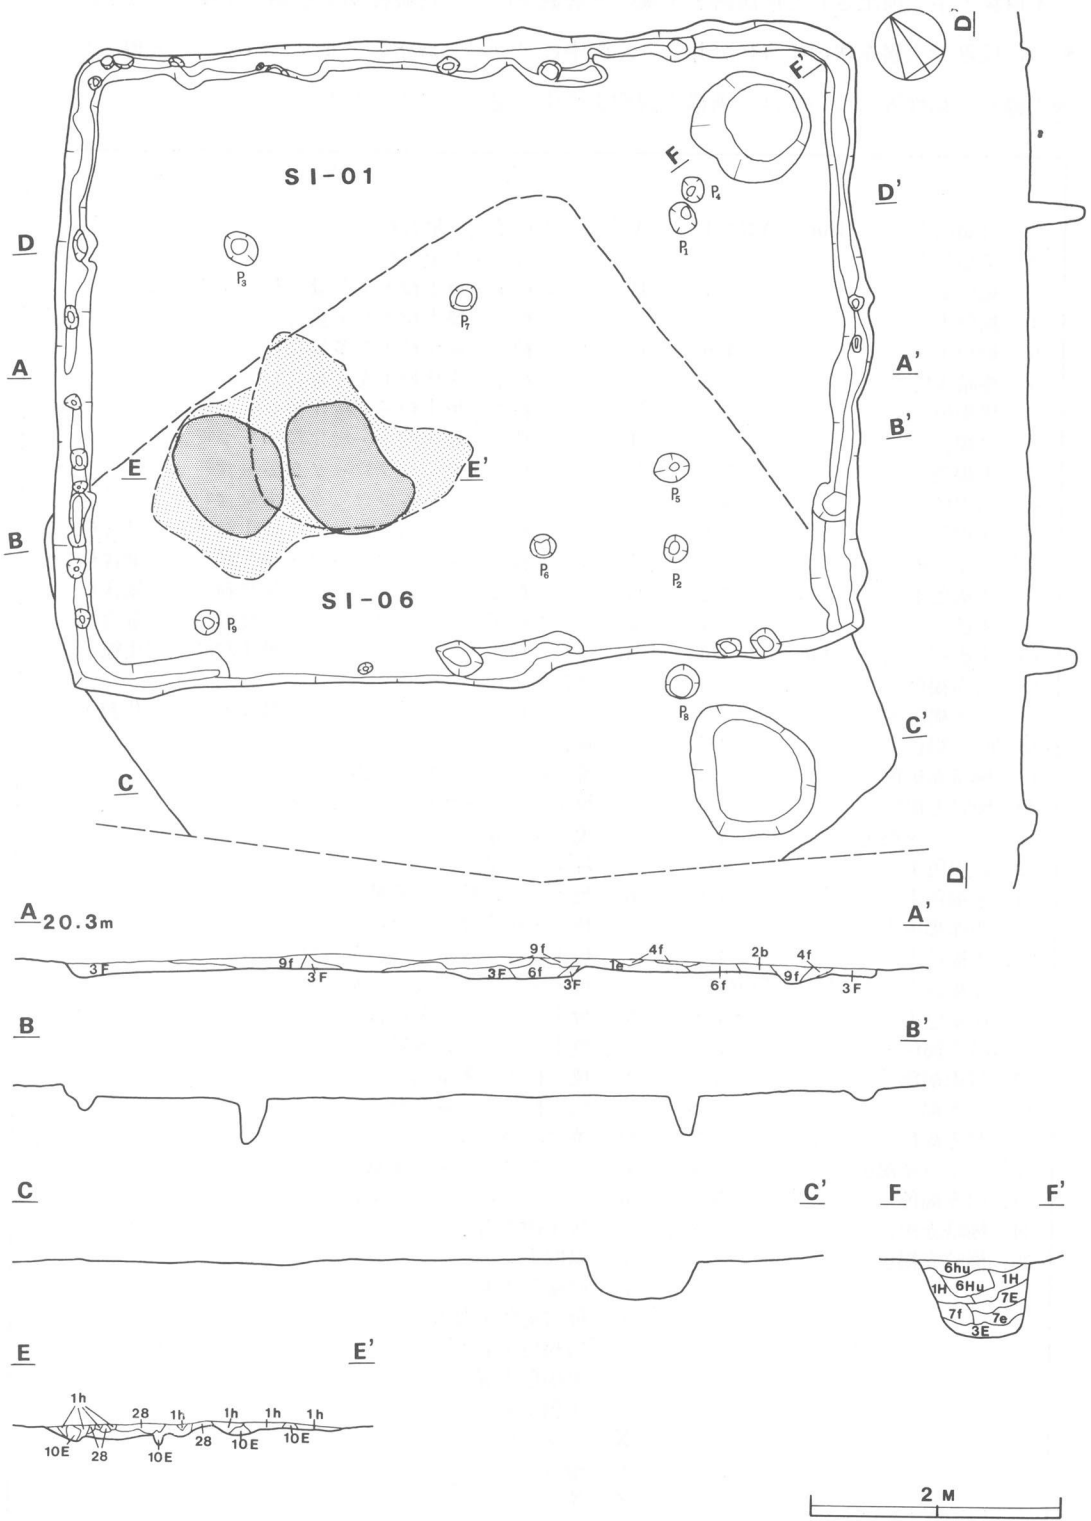 D
F'
SI-01
F
P4
D'
P1
D
P3
P7
A
A'
B'
E
E'
P5
B
P6
P2
SI-06
P9
P8
C'
C
D
A 20.3m
A'
9f 4f 2b 4f
3F 9f 3F 3F 6f 3F 1e 6f 9f 3F
B
B'
C
C'
F
F'
6hu
1H 6Hu 1H
7E
7f 7e
3E
E
E'
1h
28 1h 1h 1h 1h
10E 28 10E 28 10E 10E
2 M